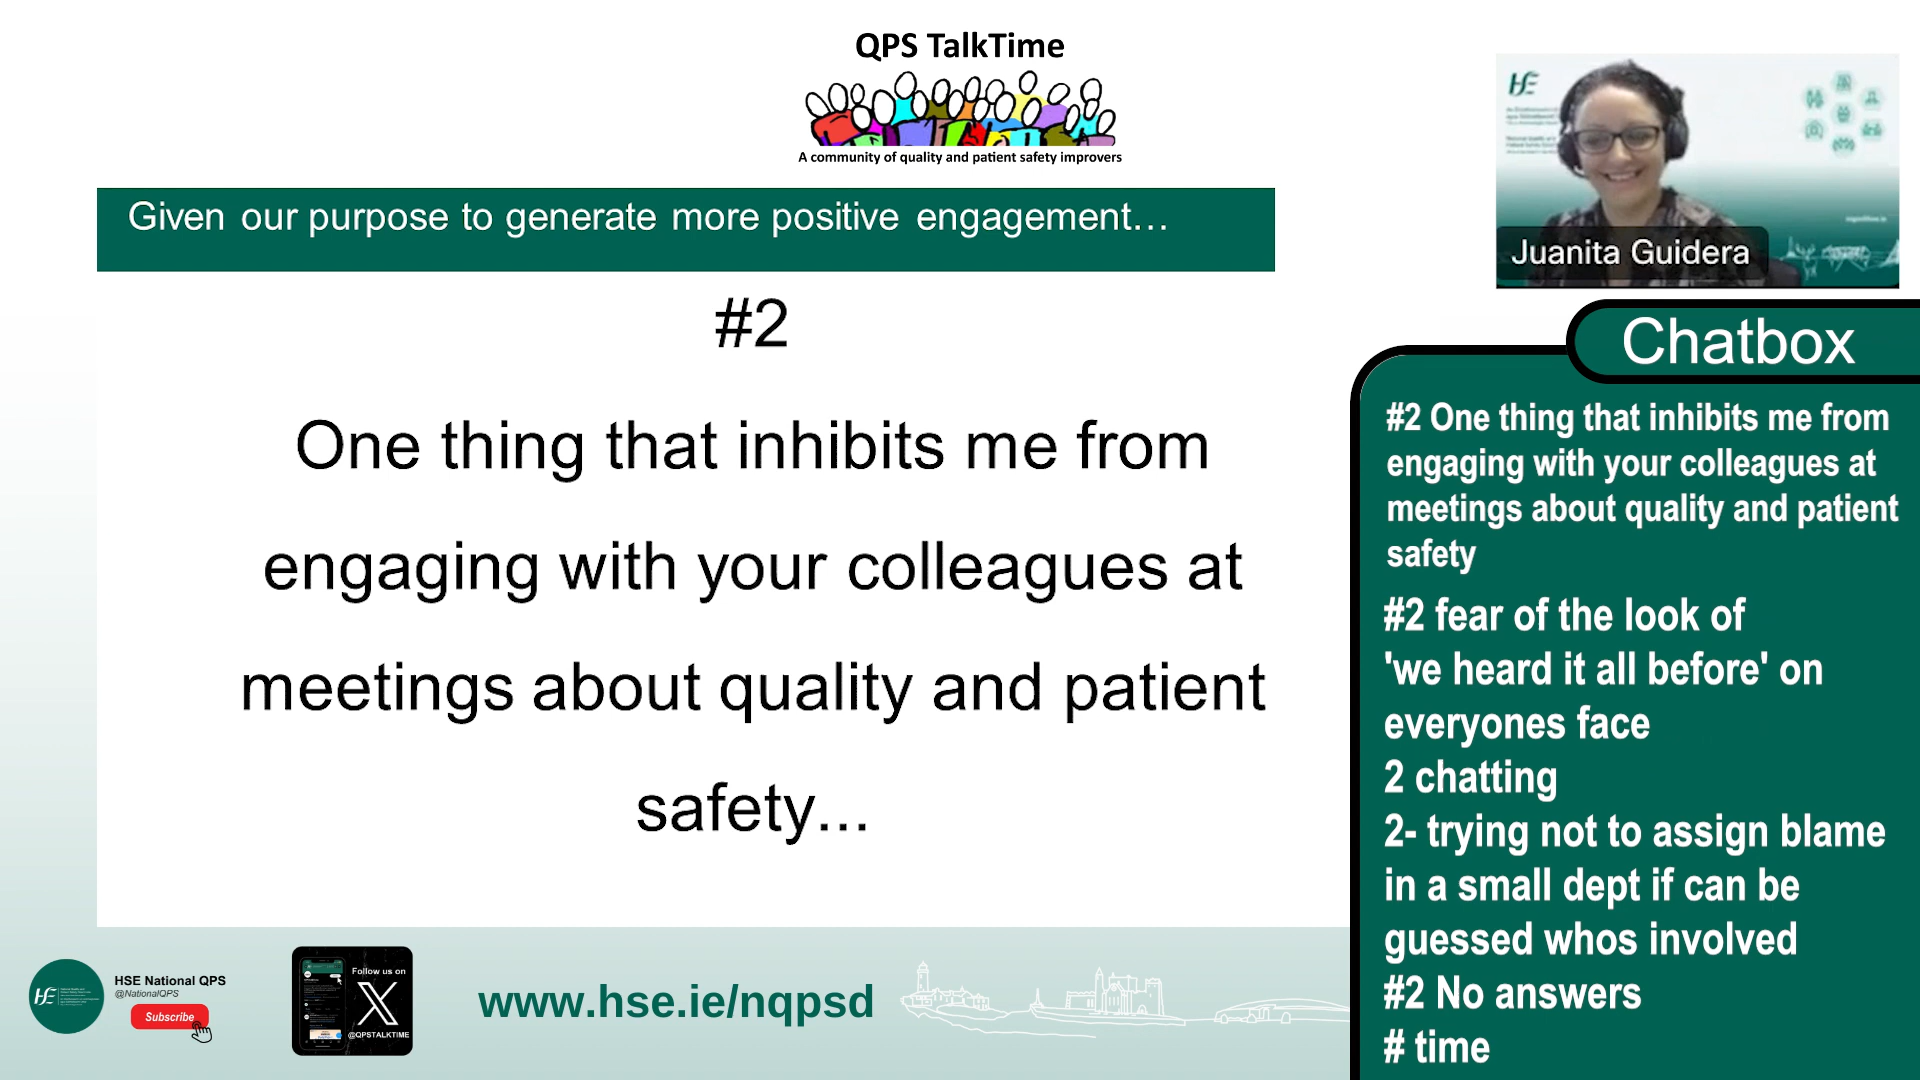 QPS TalkTime
A community of quality and patient safety improvers
Given our purpose to generate more positive engagement…
#2
One thing that inhibits me from
engaging with your colleagues at
meetings about quality and patient
safety...
Juanita Guidera
Chatbox
#2 One thing that inhibits me from
engaging with your colleagues at
meetings about quality and patient
safety
#2 fear of the look of
'we heard it all before' on
everyones face
2 chatting
2- trying not to assign blame
in a small dept if can be
guessed whos involved
#2 No answers
# time
HSE National QPS
@NationalQPS
Subscribe
Follow us on
X
@QPSTALKTIME
www.hse.ie/nqpsd